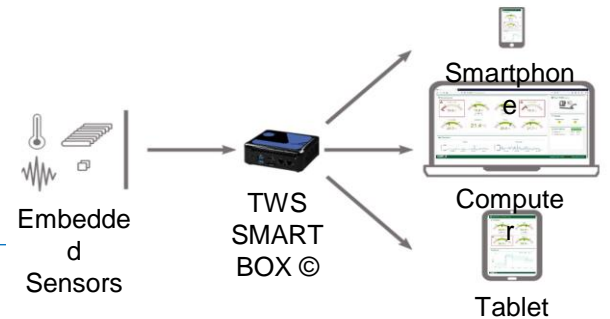 Smartphon
e
Embedde
d
Sensors
TWS
SMART
BOX ©
Compute
r
Tablet